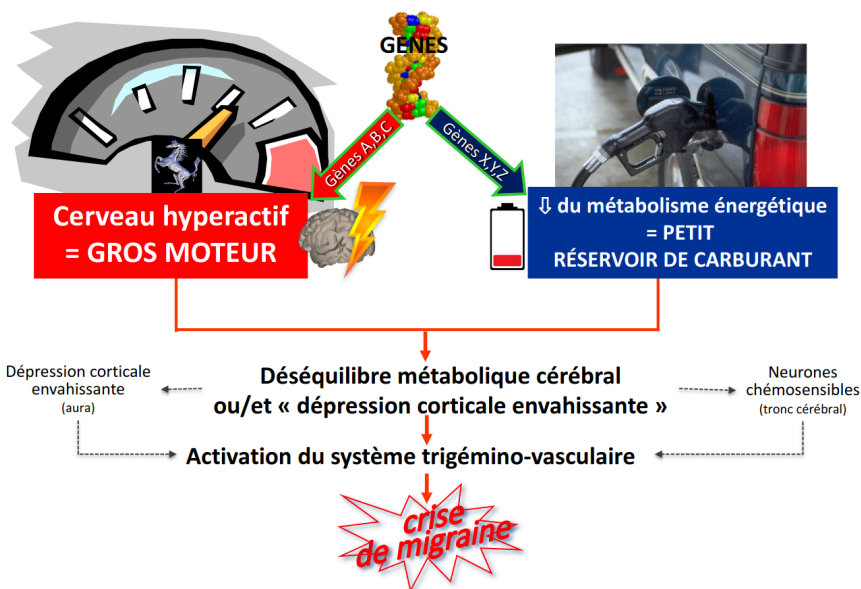 GENES
Gènes A,B,C
Gènes X,Y,Z
Cerveau hyperactif
= GROS MOTEUR
⇩ du métabolisme énergétique
= PETIT
RÉSERVOIR DE CARBURANT
Dépression corticale
envahissante
(aura)
Déséquilibre métabolique cérébral
ou/et « dépression corticale envahissante »
Neurones
chémosensibles
(tronc cérébral)
Activation du système trigémino-vasculaire
crise
de migraine